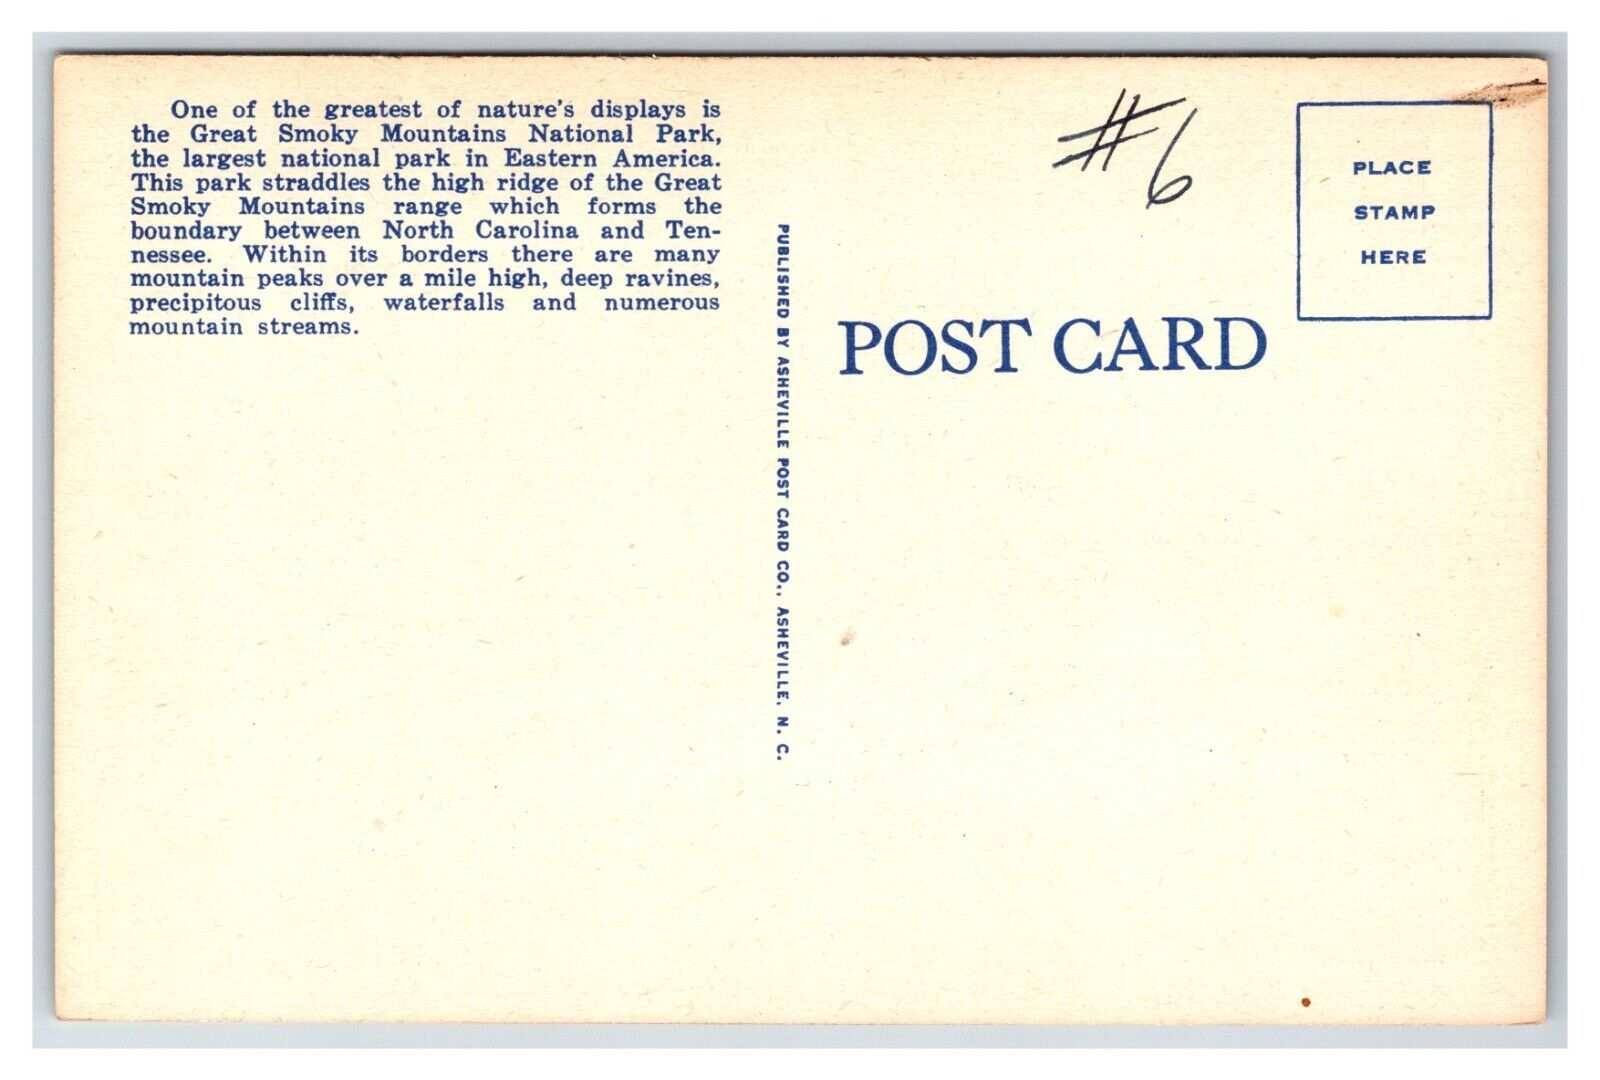 One of the greatest of nature's displays is
the Great Smoky Mountains National Park,
the largest national park in Eastern America.
This park straddles the high ridge of the Great
Smoky Mountains range which forms the
boundary between North Carolina and Ten-
nessee. Within its borders there are many
mountain peaks over a mile high, deep ravines,
precipitous cliffs, waterfalls and numerous
mountain streams.
PUBLISHED BY ASHEVILLE POST CARD CO., ASHEVILLE, N. C.
#6
POST CARD
PLACE
STAMP
HERE